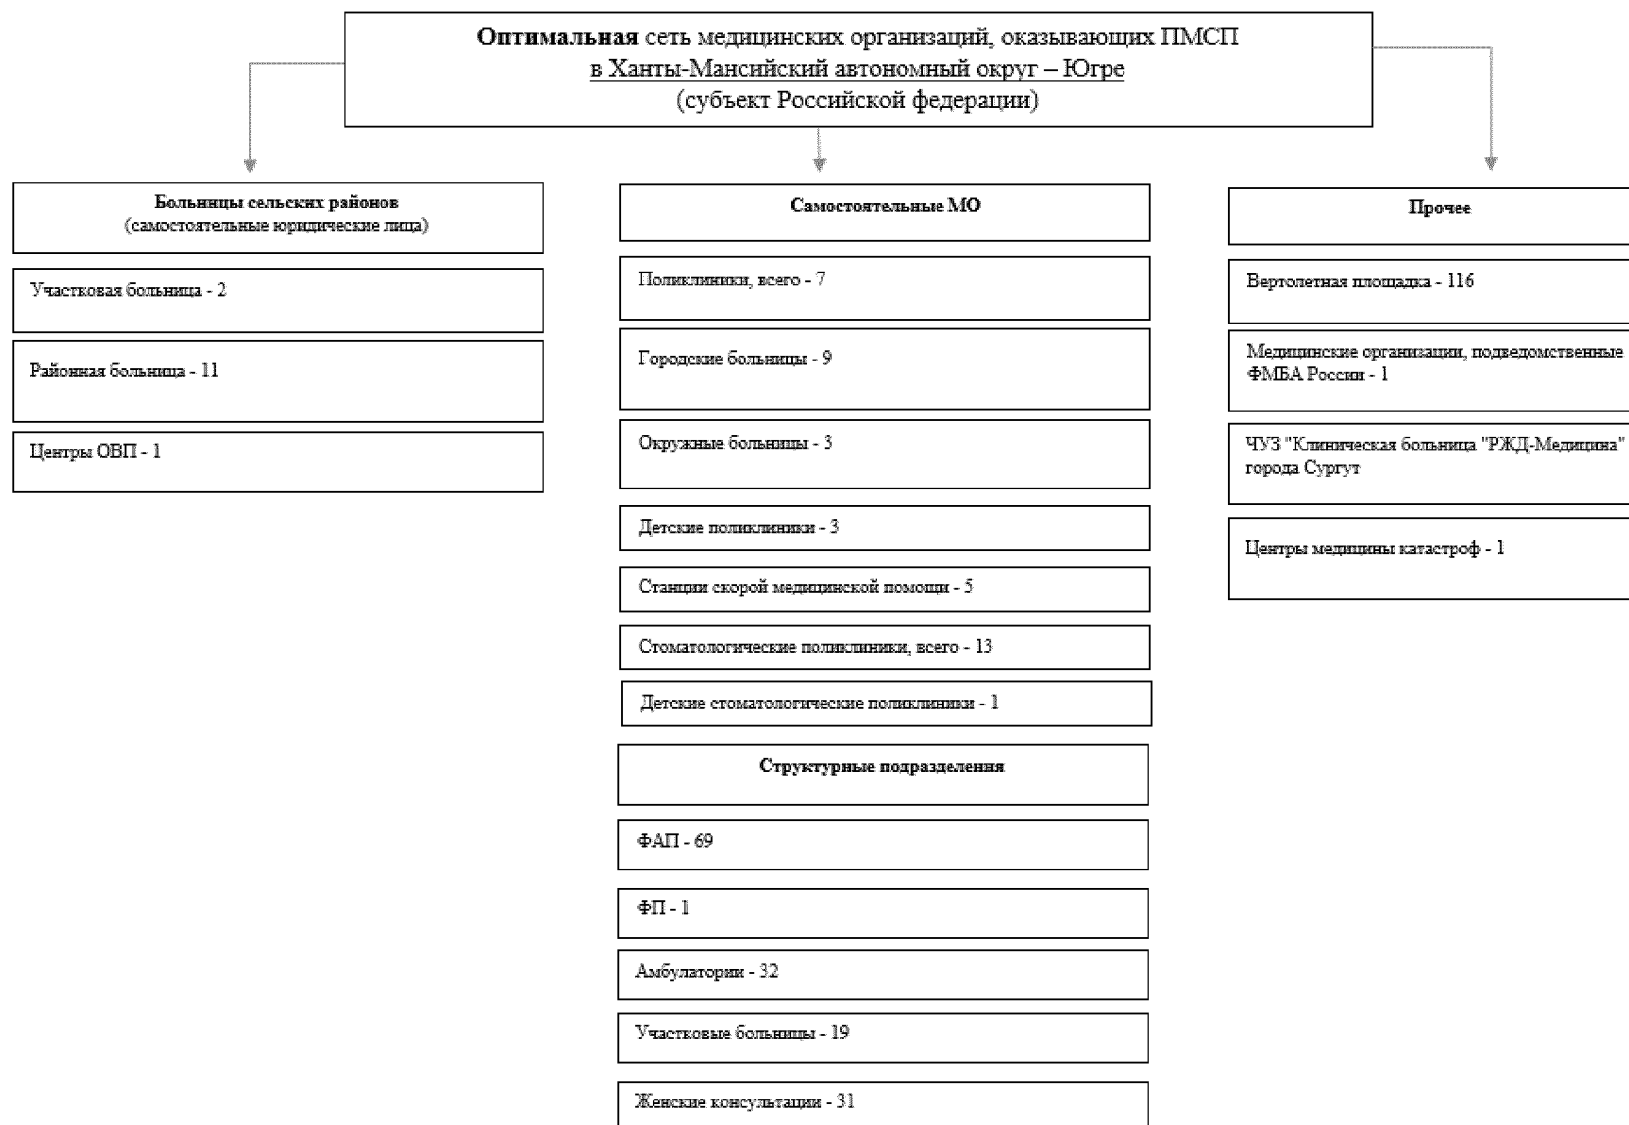 Оптимальная сеть медицинских организаций, оказывающих ПМСП
в Ханты-Мансийский автономный округ – Югре
(субъект Российской федерации)
Больницы сельских районов
(самостоятельные юридические лица)
Участковая больница - 2
Районная больница - 11
Центры ОВП - 1
Самостоятельные МО
Поликлиники, всего - 7
Городские больницы - 9
Окружные больницы - 3
Детские поликлиники - 3
Станции скорой медицинской помощи - 5
Стоматологические поликлиники, всего - 13
Детские стоматологические поликлиники - 1
Структурные подразделения
ФАП - 69
ФП - 1
Амбулатории - 32
Участковые больницы - 19
Женские консультации - 31
Прочее
Вертолетная площадка - 116
Медицинские организации, подведомственные
ФМБА России - 1
ЧУЗ "Клиническая больница "РЖД-Медицина"
города Сургут
Центры медицины катастроф - 1